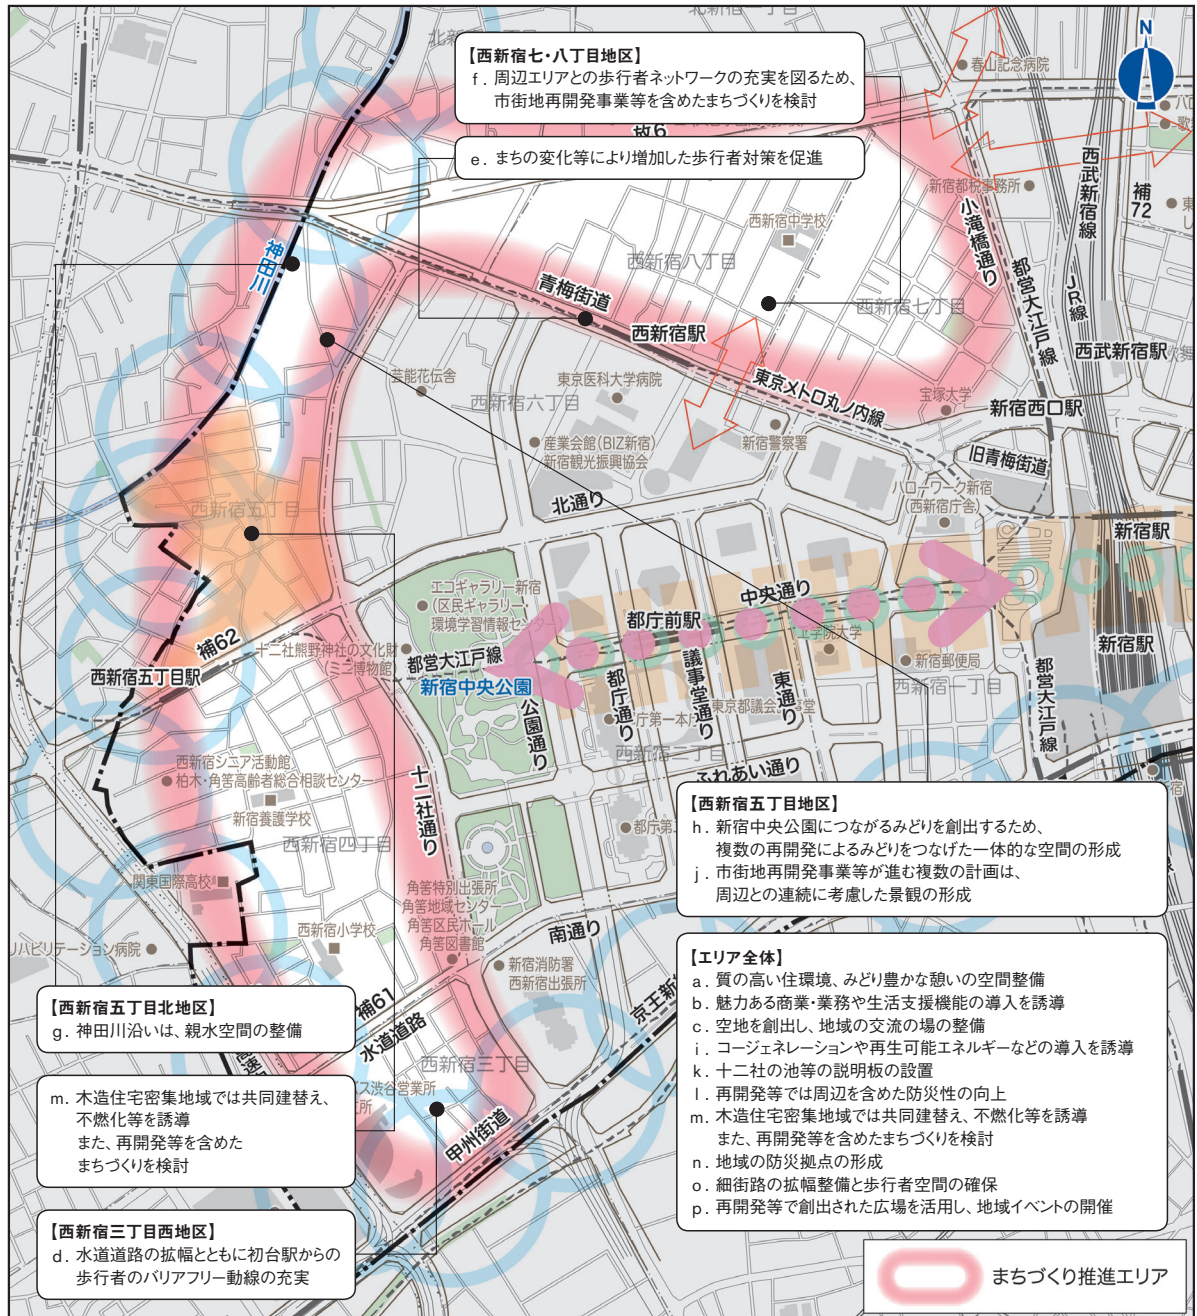 【西新宿七・八丁目地区】
f. 周辺エリアとの歩行者ネットワークの充実を図るため、
市街地再開発事業等を含めたまちづくりを検討
e. まちの変化等により増加した歩行者対策を促進
N
春山記念病院
放6
新宿都税事務所
西武新宿線
補72
小滝橋通り
都営大江戸線
JR線
西武新宿駅
西新宿中学校
西新宿八丁目
西新宿七丁目
神田川
青梅街道
西新宿駅
東京メトロ丸ノ内線
宝塚大学
新宿西口駅
芸能花伝舎
東京医科大学病院
西新宿六丁目
産業会館(BIZ新宿)
新宿観光振興協会
新宿警察署
旧青梅街道
ハローワーク新宿
(西新宿庁舎)
北通り
新宿駅
西新宿五丁目
エコギャラリー新宿
(区民ギャラリー・
環境学習情報センター)
中央通り
都庁前駅
工学院大学
補62
十二社熊野神社の文化財
(ミニ博物館)
都営大江戸線
新宿中央公園
西新宿五丁目駅
公園通り
都庁通り
議事堂通り
東通り
新宿郵便局
西新宿一丁目
新宿駅
都営大江戸線
都庁第一本庁
東京都議会議事堂
西新宿二丁目
ふれあい通り
西新宿シニア活動館
柏木・角筈高齢者総合相談センター
新宿養護学校
十二社通り
西新宿四丁目
関東国際高校
角筈特別出張所
角筈地域センター
角筈区民ホール
角筈図書館
西新宿小学校
リハビリテーション病院
南通り
新宿消防署
西新宿出張所
補61
水道道路
京王新
西新宿三丁目
甲州街道
【西新宿五丁目地区】
h. 新宿中央公園につながるみどりを創出するため、
複数の再開発によるみどりをつなげた一体的な空間の形成
j. 市街地再開発事業等が進む複数の計画は、
周辺との連続に考慮した景観の形成
【エリア全体】
a. 質の高い住環境、みどり豊かな憩いの空間整備
b. 魅力ある商業・業務や生活支援機能の導入を誘導
c. 空地を創出し、地域の交流の場の整備
i. コージェネレーションや再生可能エネルギーなどの導入を誘導
k. 十二社の池等の説明板の設置
l. 再開発等では周辺を含めた防災性の向上
m. 木造住宅密集地域では共同建替え、不燃化等を誘導
また、再開発等を含めたまちづくりを検討
n. 地域の防災拠点の形成
o. 細街路の拡幅整備と歩行者空間の確保
p. 再開発等で創出された広場を活用し、地域イベントの開催
【西新宿五丁目北地区】
g. 神田川沿いは、親水空間の整備
m. 木造住宅密集地域では共同建替え、
不燃化等を誘導
また、再開発等を含めた
まちづくりを検討
【西新宿三丁目西地区】
d. 水道道路の拡幅とともに初台駅からの
歩行者のバリアフリー動線の充実
まちづくり推進エリア